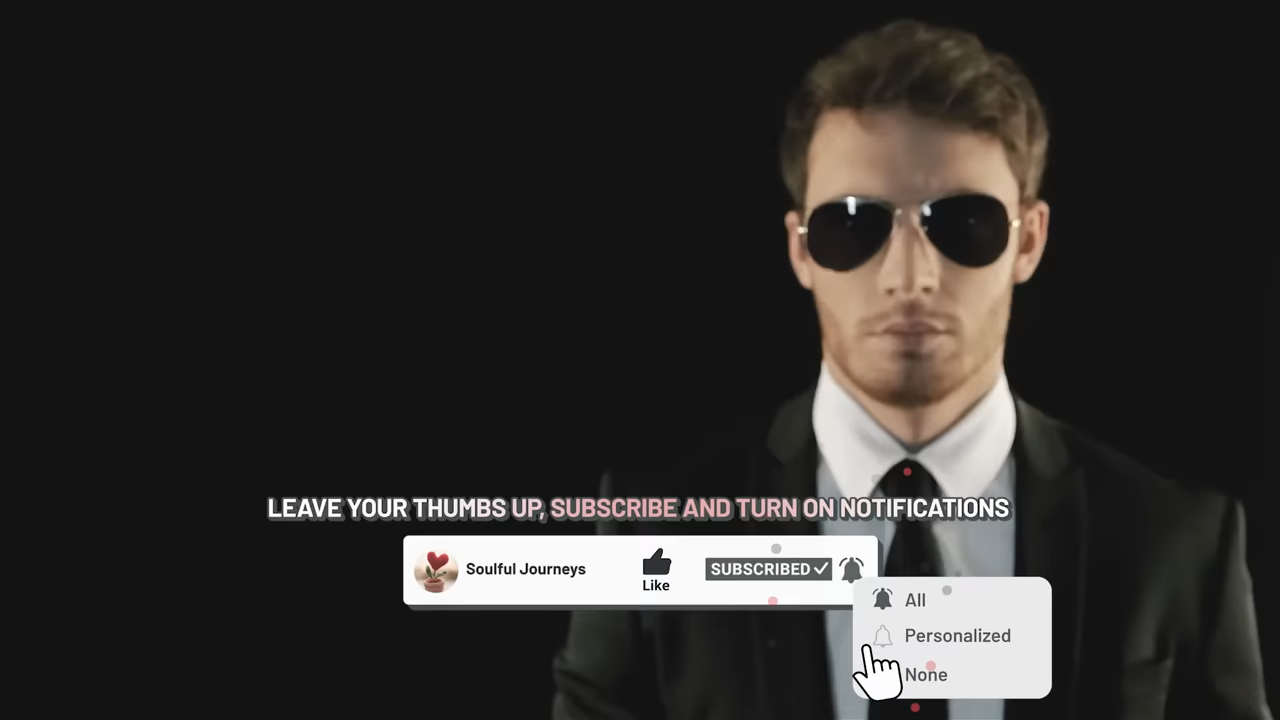 LEAVE YOUR THUMBS UP, SUBSCRIBE AND TURN ON NOTIFICATIONS
Soulful Journeys
Like
SUBSCRIBED
All
Personalized
None